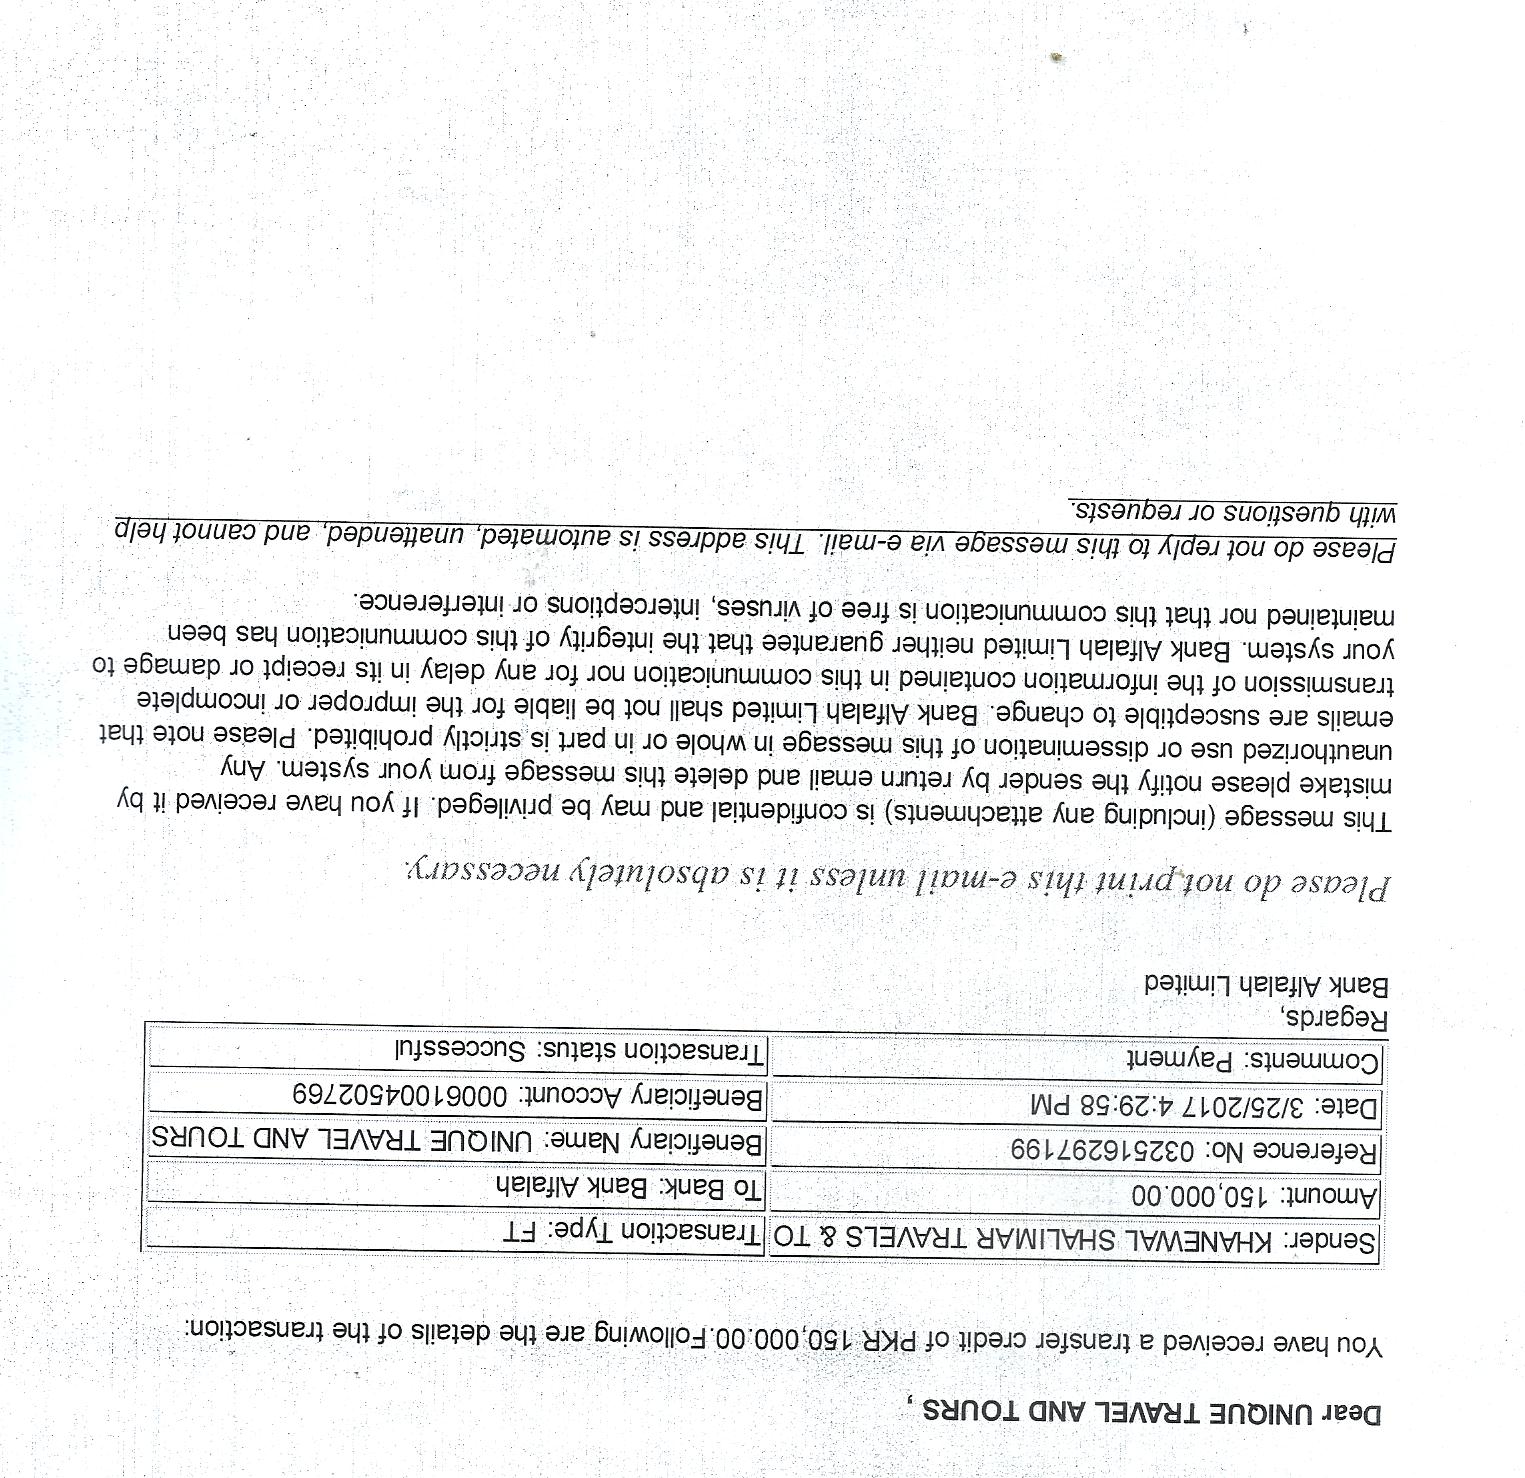 Dear UNIQUE TRAVEL AND TOURS ,
You have received a transfer credit of PKR 150,000.00.Following are the details of the transaction:
Sender: KHANEWAL SHALIMAR TRAVELS & TO Transaction Type: FT
Amount: 150,000.00 To Bank: Bank Alfalah
Reference No: 032516297199 Beneficiary Name: UNIQUE TRAVEL AND TOURS
Date: 3/25/2017 4:29:58 PM Beneficiary Account: 00061004502769
Comments: Payment Transaction status: Successful
Regards,
Bank Alfalah Limited
Please do not print this e-mail unless it is absolutely necessary.
This message (including any attachments) is confidential and may be privileged. If you have received it by
mistake please notify the sender by return email and delete this message from your system. Any
unauthorized use or dissemination of this message in whole or in part is strictly prohibited. Please note that
emails are susceptible to change. Bank Alfalah Limited shall not be liable for the improper or incomplete
transmission of the information contained in this communication nor for any delay in its receipt or damage to
your system. Bank Alfalah Limited neither guarantee that the integrity of this communication has been
maintained nor that this communication is free of viruses, interceptions or interference.
Please do not reply to this message via e-mail. This address is automated, unattended, and cannot help
with questions or requests.